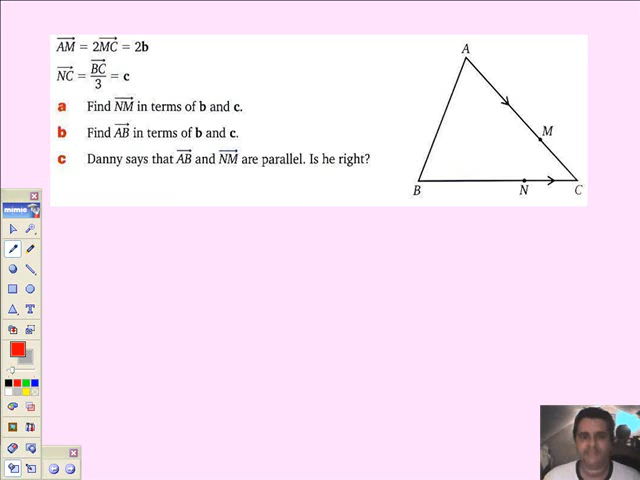 AM = 2MC = 2b
NC = BC/3 = c
a Find NM in terms of b and c.
b Find AB in terms of b and c.
c Danny says that AB and NM are parallel. Is he right?
A
M
B
N
C
mimio
T